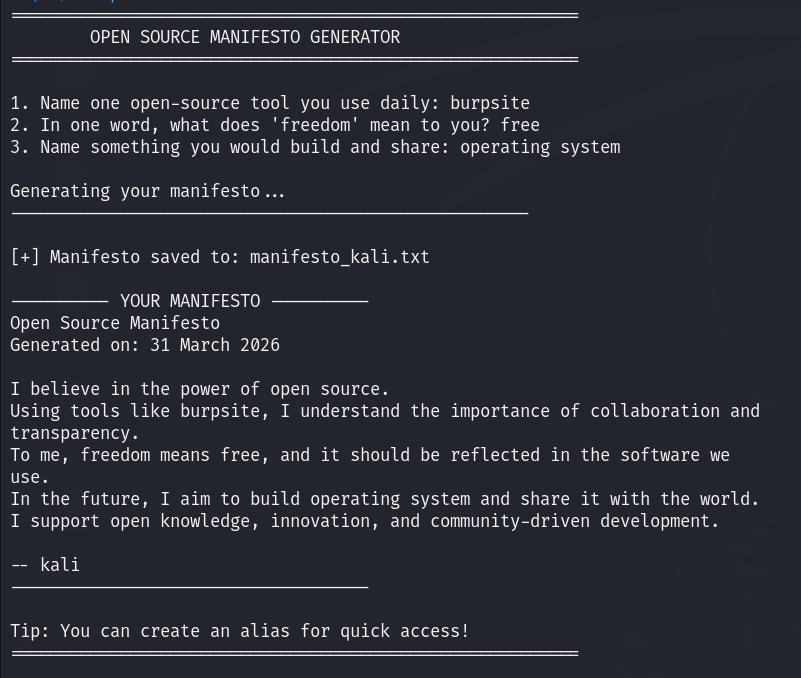 OPEN SOURCE MANIFESTO GENERATOR
1. Name one open-source tool you use daily: burpsite
2. In one word, what does 'freedom' mean to you? free
3. Name something you would build and share: operating system
Generating your manifesto...
[+] Manifesto saved to: manifesto_kali.txt
---------- YOUR MANIFESTO ----------
Open Source Manifesto
Generated on: 31 March 2026
I believe in the power of open source.
Using tools like burpsite, I understand the importance of collaboration and
transparency.
To me, freedom means free, and it should be reflected in the software we
use.
In the future, I aim to build operating system and share it with the world.
I support open knowledge, innovation, and community-driven development.
-- kali
Tip: You can create an alias for quick access!